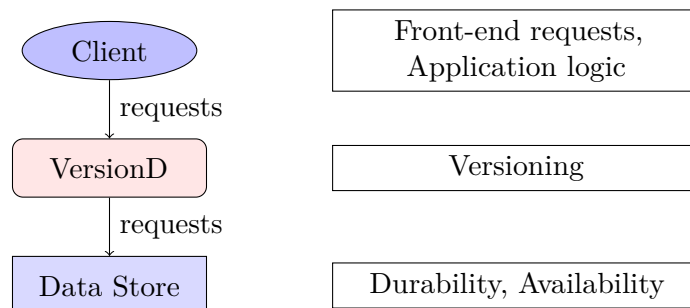 Client
Front-end requests,
Application logic
requests
VersionD
Versioning
requests
Data Store
Durability, Availability